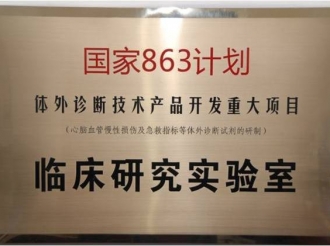 国家863计划
体外诊断技术产品开发重大项目
(心脑血管慢性损伤及急救指标等体外诊断试剂的研制)
临床研究实验室